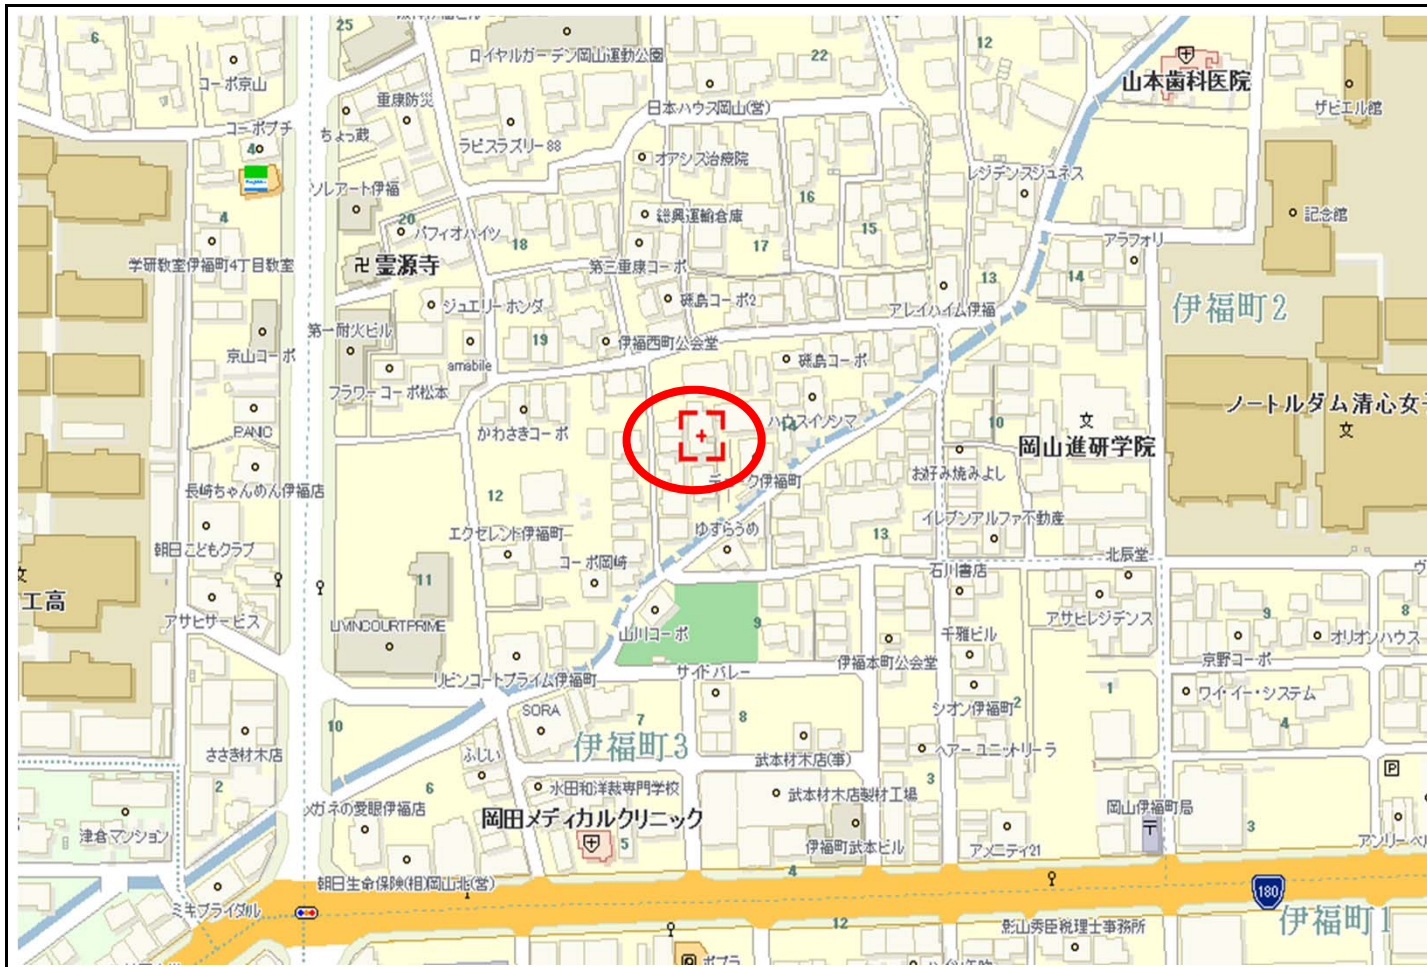 25
6
ロイヤルガーデン岡山運動公園
22
12
山本歯科医院
コーポ京山
重康防災
日本ハウス岡山(営)
ザビエル館
コーポプチ
4
ちょっ蔵
ラピスラズリー88
オアシス治療院
レジデンスジュネス
ソレアート伊福
16
4
20
総興運輸倉庫
15
記念館
パフィオハイツ
18
17
アラフォリ
学研教室伊福町4丁目教室
卍霊源寺
第三重康コーポ
13
14
ジュエリーホンダ
磯島コーポ2
アレイハイム伊福
伊福町2
第一耐火ビル
19
伊福西町公会堂
京山コーポ
amabile
磯島コーポ
フラワーコーポ松本
ノートルダム清心女子
文
PANIC
かわさきコーポ
ハウスイソシマ
14
10
文
岡山進研学院
お好み焼みよし
長崎ちゃんめん伊福店
12
ゆすらうめ
イレブンアルファ不動産
エクセレンド伊福町
13
朝日こどもクラブ
コーポ岡崎
北辰堂
文
11
石川書店
工高
アサヒサービス
LIVINCOURTPRIME
山川コーポ
9
千雅ビル
アサヒレジデンス
9
8
オリオンハウス
伊福本町公会堂
京野コーポ
リビンコートプライム伊福町
サイドバレー
1
ワイ・イー・システム
SORA
7
8
シオン伊福町
2
4
10
伊福町3
ささき材木店
ふじい
武本材木店(事)
ヘアーユニットリーラ
P
2
6
水田和洋裁専門学校
武本材木店製材工場
3
メガネの愛眼伊福店
岡田メディカルクリニック
岡山伊福町局
津倉マンション
5
伊福町武本ビル
アメニティ21
〒
3
朝日生命保険(相)岡山北(営)
4
180
ミキブライダル
12
影山秀臣税理士事務所
伊福町1
ポプラ